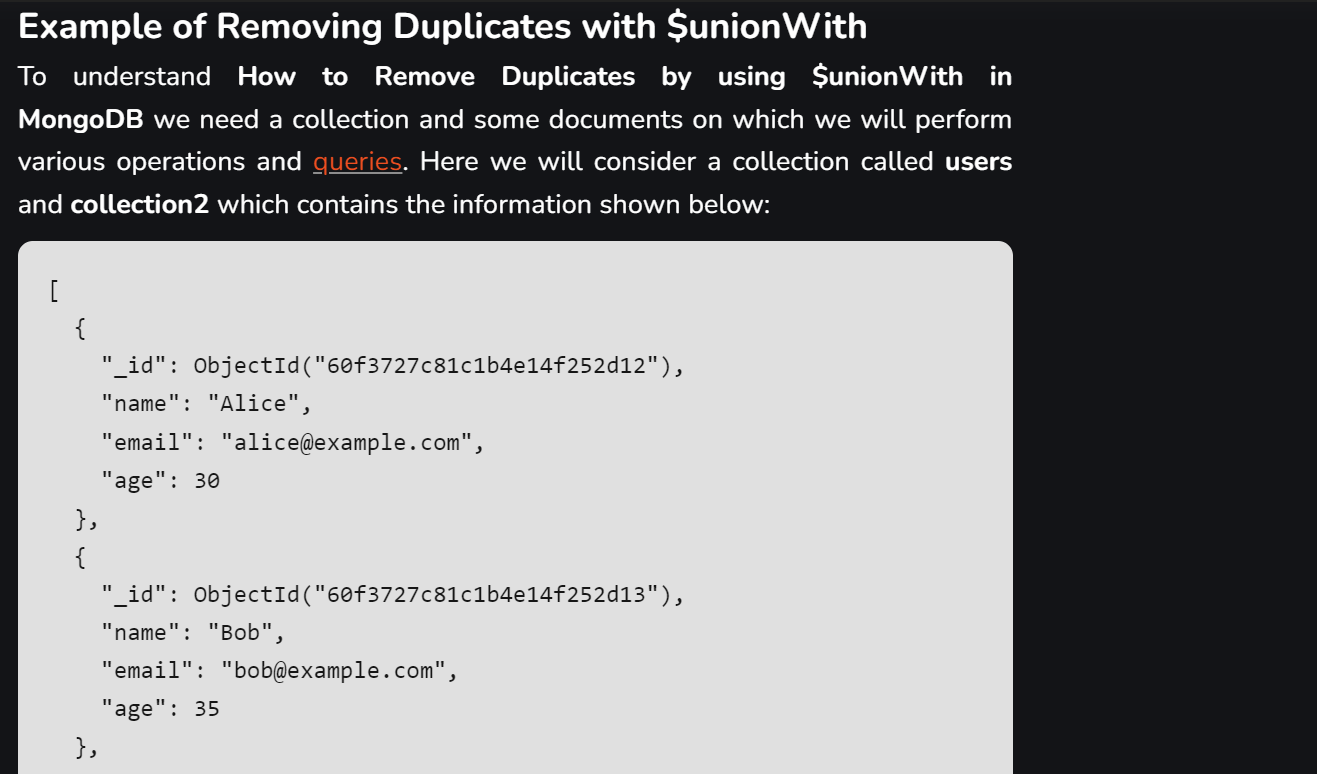 Example of Removing Duplicates with $unionWith
To understand How to Remove Duplicates by using $unionWith in
MongoDB we need a collection and some documents on which we will perform
various operations and queries. Here we will consider a collection called users
and collection2 which contains the information shown below:
[
  {
    "_id": ObjectId("60f3727c81c1b4e14f252d12"),
    "name": "Alice",
    "email": "alice@example.com",
    "age": 30
  },
  {
    "_id": ObjectId("60f3727c81c1b4e14f252d13"),
    "name": "Bob",
    "email": "bob@example.com",
    "age": 35
  },